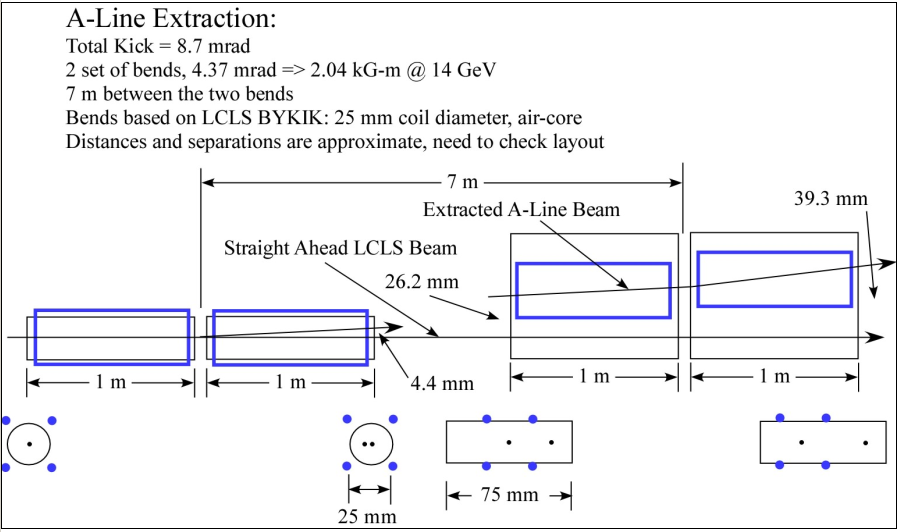 A-Line Extraction:
Total Kick = 8.7 mrad
2 set of bends, 4.37 mrad => 2.04 kG-m @ 14 GeV
7 m between the two bends
Bends based on LCLS BYKIK: 25 mm coil diameter, air-core
Distances and separations are approximate, need to check layout
7 m
39.3 mm
Extracted A-Line Beam
Straight Ahead LCLS Beam
26.2 mm
1 m
1 m
4.4 mm
1 m
1 m
75 mm
25 mm